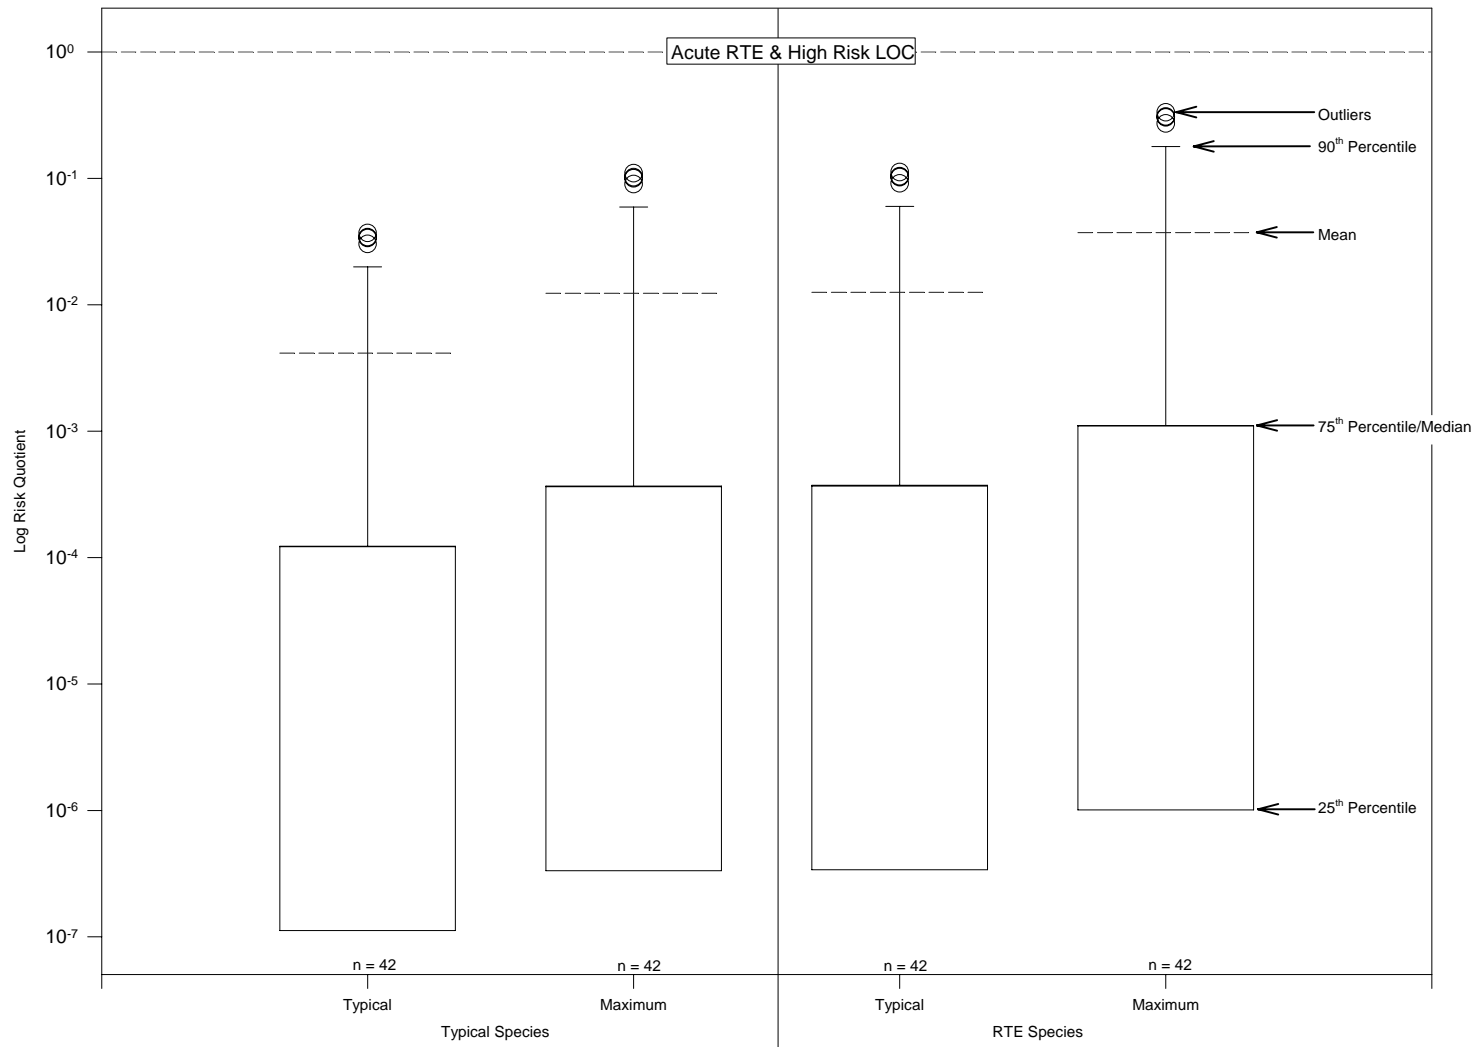 10⁰
Acute RTE & High Risk LOC
Outliers
90th Percentile
10⁻¹
Mean
10⁻²
10⁻³
75th Percentile/Median
Log Risk Quotient
10⁻⁴
10⁻⁵
10⁻⁶
25th Percentile
10⁻⁷
n = 42 n = 42 n = 42 n = 42
Typical Maximum Typical Maximum
Typical Species RTE Species